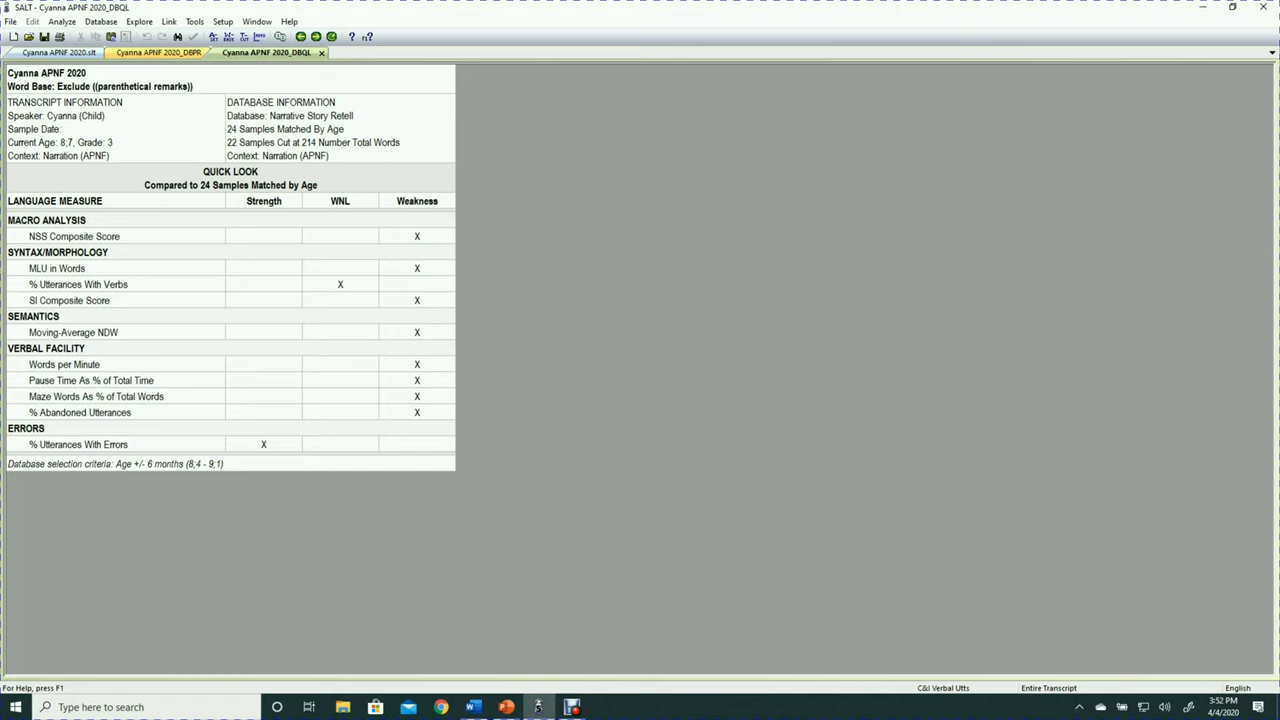 SALT - Cyanna APNF 2020_DBQL
File Edit Analyze Database Explore Link Tools Setup Window Help
Cyanna APNF 2020.slt Cyanna APNF 2020_DBPR Cyanna APNF 2020_DBQL
Cyanna APNF 2020
Word Base: Exclude ((parenthetical remarks))
TRANSCRIPT INFORMATION DATABASE INFORMATION
Speaker: Cyanna (Child) Database: Narrative Story Retell
Sample Date: 24 Samples Matched By Age
Current Age: 8;7, Grade: 3 22 Samples Cut at 214 Number Total Words
Context: Narration (APNF) Context: Narration (APNF)
QUICK LOOK
Compared to 24 Samples Matched by Age
LANGUAGE MEASURE Strength WNL Weakness
MACRO ANALYSIS
NSS Composite Score X
SYNTAX/MORPHOLOGY
MLU in Words X
% Utterances With Verbs X
SI Composite Score X
SEMANTICS
Moving-Average NDW X
VERBAL FACILITY
Words per Minute X
Pause Time As % of Total Time X
Maze Words As % of Total Words X
% Abandoned Utterances X
ERRORS
% Utterances With Errors X
Database selection criteria: Age +/- 6 months (8;4 - 9;1)
For Help, press F1 C&I Verbal Utts Entire Transcript English
Type here to search 3:52 PM
4/4/2020